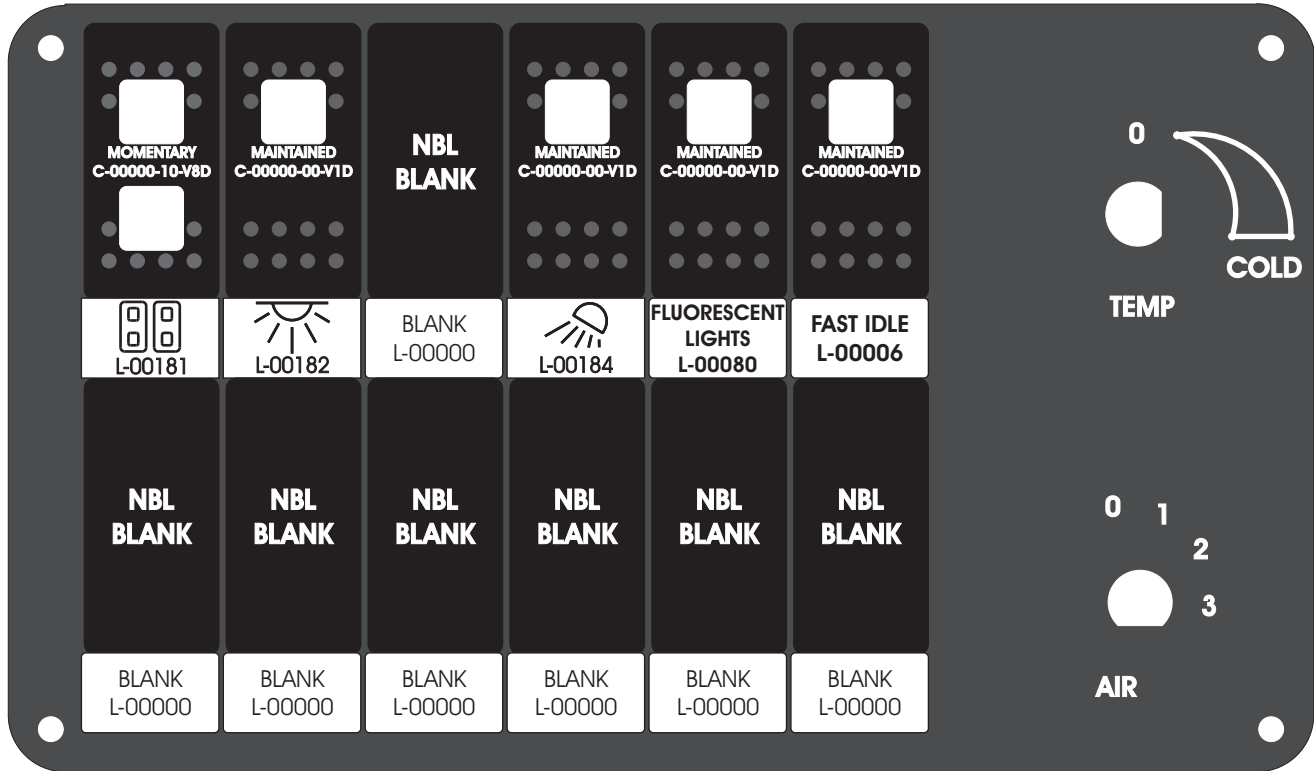 MOMENTARY
C-00000-10-V8D
MAINTAINED
C-00000-00-V1D
NBL
BLANK
MAINTAINED
C-00000-00-V1D
MAINTAINED
C-00000-00-V1D
MAINTAINED
C-00000-00-V1D
L-00181
L-00182
BLANK
L-00000
L-00184
FLUORESCENT
LIGHTS
L-00080
FAST IDLE
L-00006
NBL
BLANK
NBL
BLANK
NBL
BLANK
NBL
BLANK
NBL
BLANK
NBL
BLANK
BLANK
L-00000
BLANK
L-00000
BLANK
L-00000
BLANK
L-00000
BLANK
L-00000
BLANK
L-00000
0
COLD
TEMP
0
1
2
3
AIR